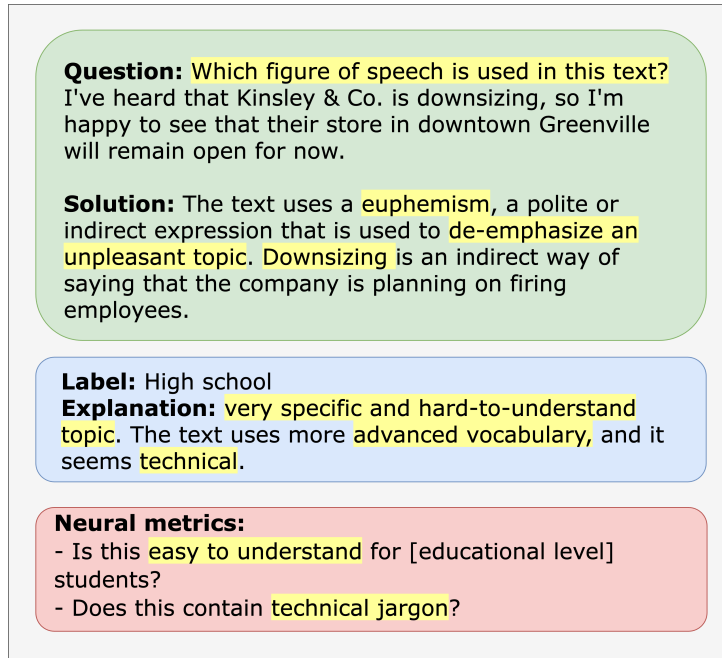 Question: Which figure of speech is used in this text?
I've heard that Kinsley & Co. is downsizing, so I'm
happy to see that their store in downtown Greenville
will remain open for now.
Solution: The text uses a euphemism, a polite or
indirect expression that is used to de-emphasize an
unpleasant topic. Downsizing is an indirect way of
saying that the company is planning on firing
employees.
Label: High school
Explanation: very specific and hard-to-understand
topic. The text uses more advanced vocabulary, and it
seems technical.
Neural metrics:
- Is this easy to understand for [educational level]
students?
- Does this contain technical jargon?